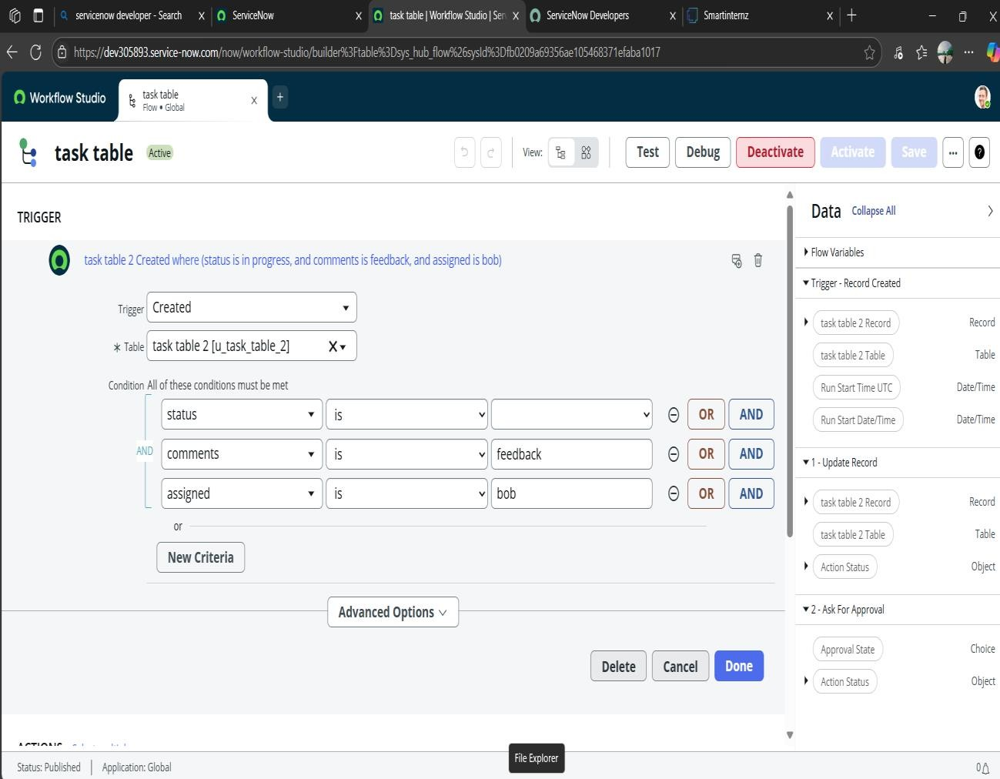 servicenow developer - Search
ServiceNow
task table | Workflow Studio | Ser
ServiceNow Developers
Smartinternz
https://dev305893.service-now.com/now/workflow-studio/builder%3Ftable%3Dsys_hub_flow%26sysId%3Dfb0209a69356ae105468371efaba1017
Workflow Studio
task table
Flow • Global
task table
Active
View:
Test
Debug
Deactivate
Activate
Save
TRIGGER
task table 2 Created where (status is in progress, and comments is feedback, and assigned is bob)
Trigger
Created
* Table
task table 2 [u_task_table_2]
Condition All of these conditions must be met
status
is
OR
AND
AND
comments
is
feedback
OR
AND
assigned
is
bob
OR
AND
or
New Criteria
Advanced Options
Delete
Cancel
Done
Data
Collapse All
Flow Variables
Trigger - Record Created
task table 2 Record
Record
task table 2 Table
Table
Run Start Time UTC
Date/Time
Run Start Date/Time
Date/Time
1 - Update Record
task table 2 Record
Record
task table 2 Table
Table
Action Status
Object
2 - Ask For Approval
Approval State
Choice
Action Status
Object
ACTIONS
Status: Published
Application: Global
File Explorer
0